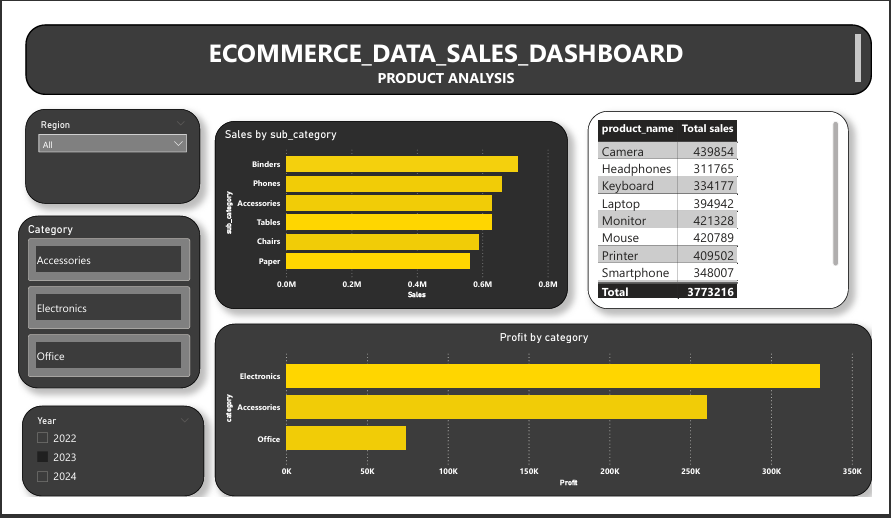 ECOMMERCE_DATA_SALES_DASHBOARD
PRODUCT ANALYSIS
Region
All
Category
Accessories
Electronics
Office
Year
2022
2023
2024
Sales by sub_category
sub_category
Binders
Phones
Accessories
Tables
Chairs
Paper
0.0M 0.2M 0.4M 0.6M 0.8M
Sales
product_name Total sales
Camera 439854
Headphones 311765
Keyboard 334177
Laptop 394942
Monitor 421328
Mouse 420789
Printer 409502
Smartphone 348007
Total 3773216
Profit by category
category
Electronics
Accessories
Office
0K 50K 100K 150K 200K 250K 300K 350K
Profit